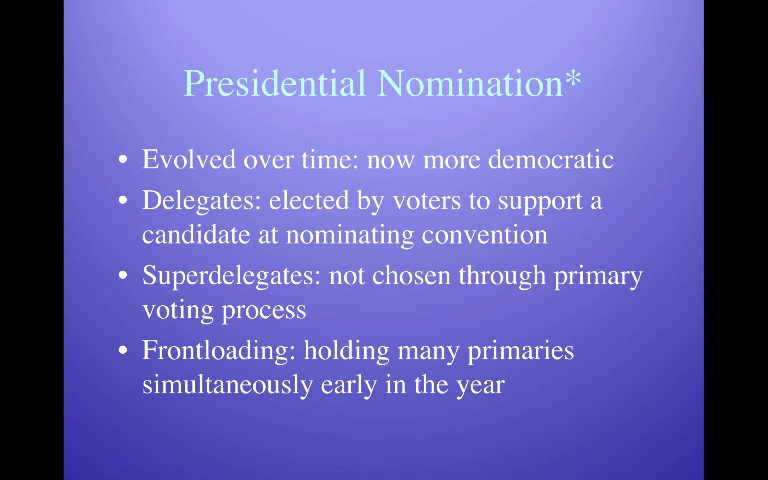 Presidential Nomination*
• Evolved over time: now more democratic
• Delegates: elected by voters to support a
candidate at nominating convention
• Superdelegates: not chosen through primary
voting process
• Frontloading: holding many primaries
simultaneously early in the year